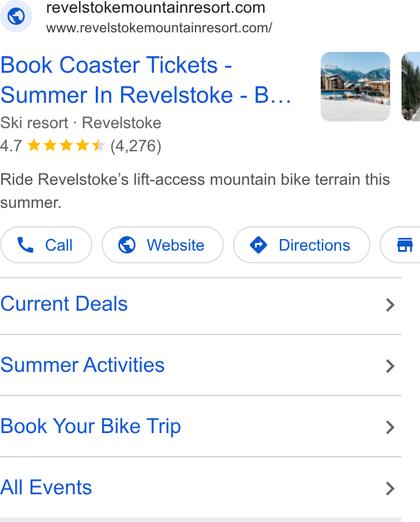 revelstokemountainresort.com
www.revelstokemountainresort.com/
Book Coaster Tickets -
Summer In Revelstoke - B...
Ski resort · Revelstoke
4.7 (4,276)
Ride Revelstoke’s lift-access mountain bike terrain this
summer.
Call Website Directions
Current Deals
Summer Activities
Book Your Bike Trip
All Events